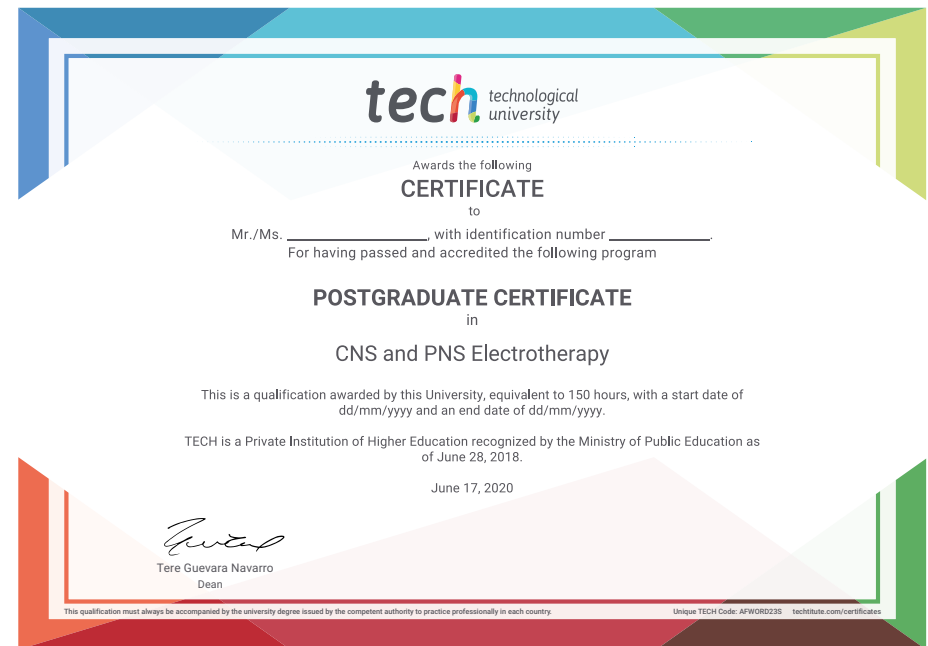 tech technological
university
Awards the following
CERTIFICATE
to
Mr./Ms. ____________________, with identification number ______________.
For having passed and accredited the following program
POSTGRADUATE CERTIFICATE
in
CNS and PNS Electrotherapy
This is a qualification awarded by this University, equivalent to 150 hours, with a start date of
dd/mm/yyyy and an end date of dd/mm/yyyy.
TECH is a Private Institution of Higher Education recognized by the Ministry of Public Education as
of June 28, 2018.
June 17, 2020
Tere Guevara Navarro
Dean
This qualification must always be accompanied by the university degree issued by the competent authority to practice professionally in each country. Unique TECH Code: AFWORD23S techtitute.com/certificates